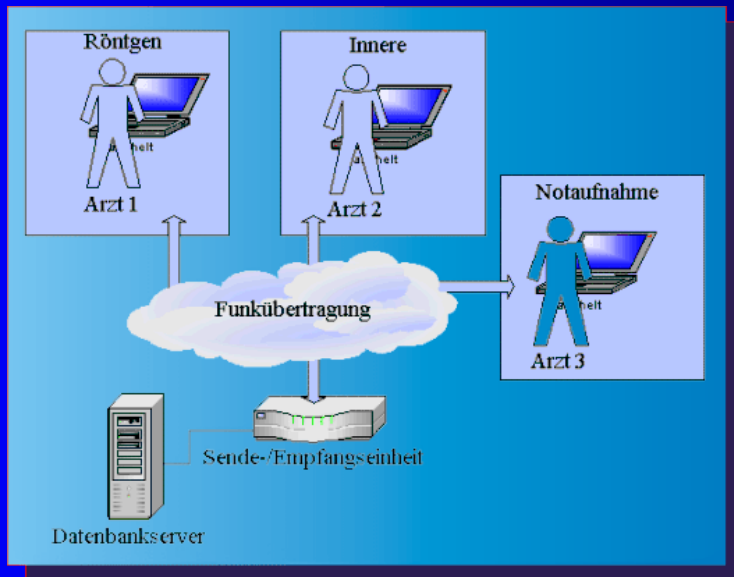 Röntgen
Arzt 1
Innere
Arzt 2
Notaufnahme
Arzt 3
Funkübertragung
Sende-/Empfangseinheit
Datenbankserver